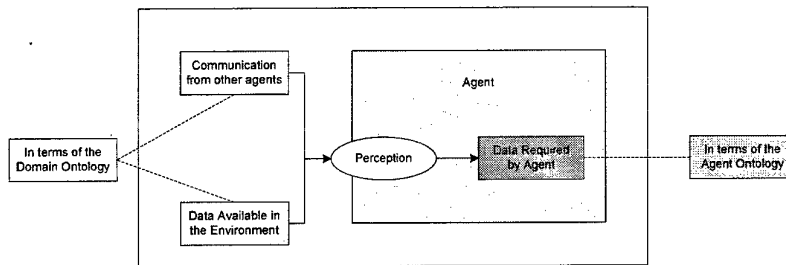 Communication
from other agents
Agent
In terms of the
Domain Ontology
Perception
Data Required
by Agent
In terms of the
Agent Ontology
Data Available in
the Environment